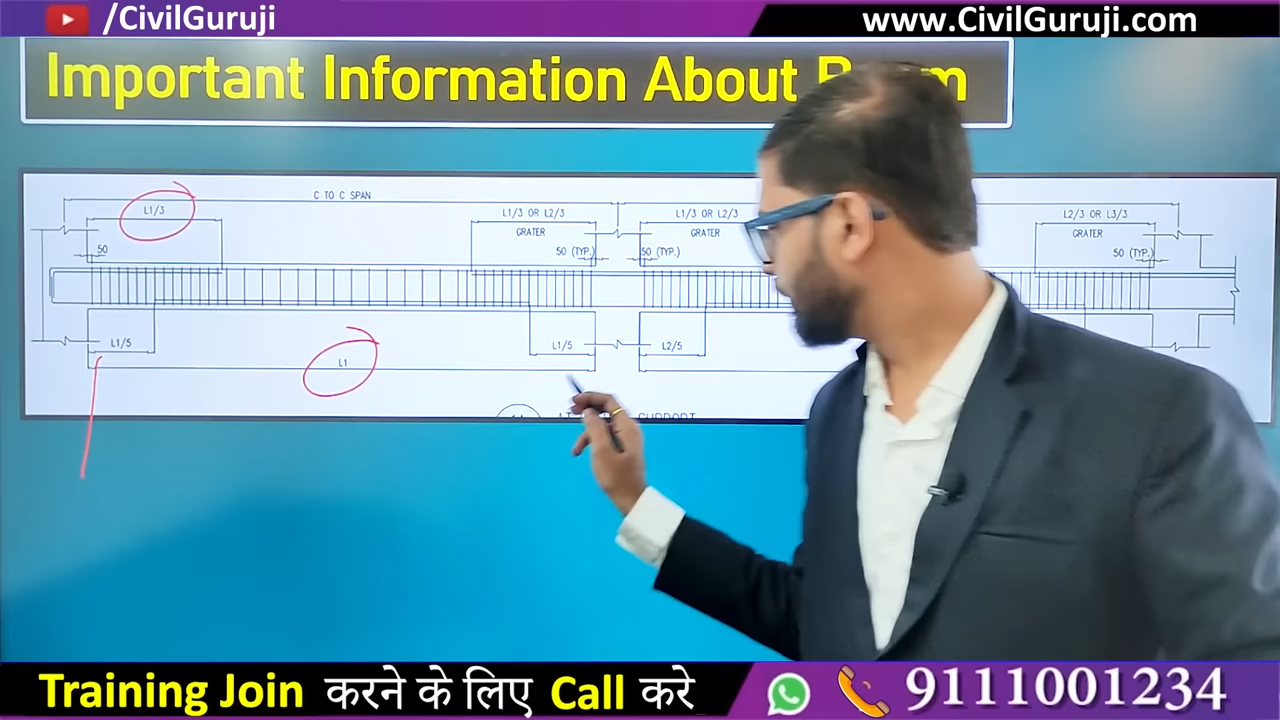 /CivilGuruji
www.CivilGuruji.com
Important Information About
C TO C SPAN
L1/3
L1/3 OR L2/3
L1/3 OR L2/3
L2/3 OR L3/3
GRATER
GRATER
GRATER
50
50 (TYP.)
50 (TYP.)
50 (TYP.)
L1/5
L1/5
L2/5
L1
SUPPORT
Training Join करने के लिए Call करे
9111001234